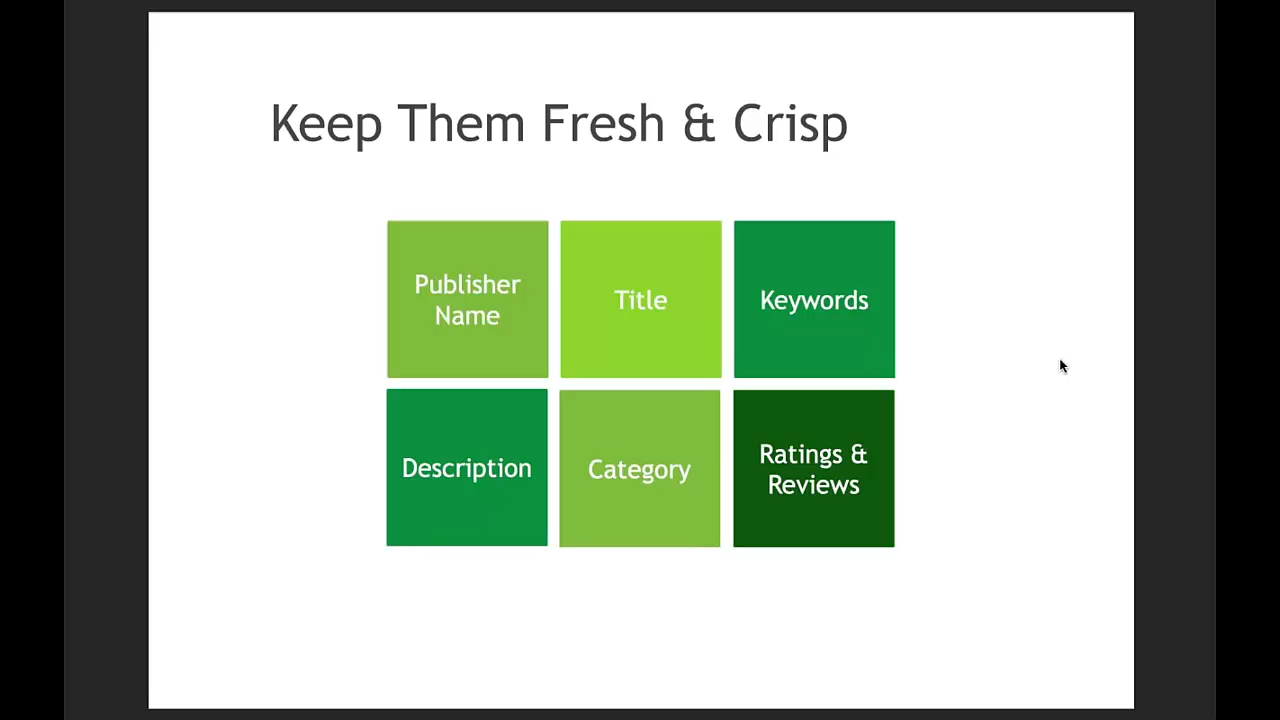 Keep Them Fresh & Crisp
Publisher
Name
Title
Keywords
Description
Category
Ratings &
Reviews